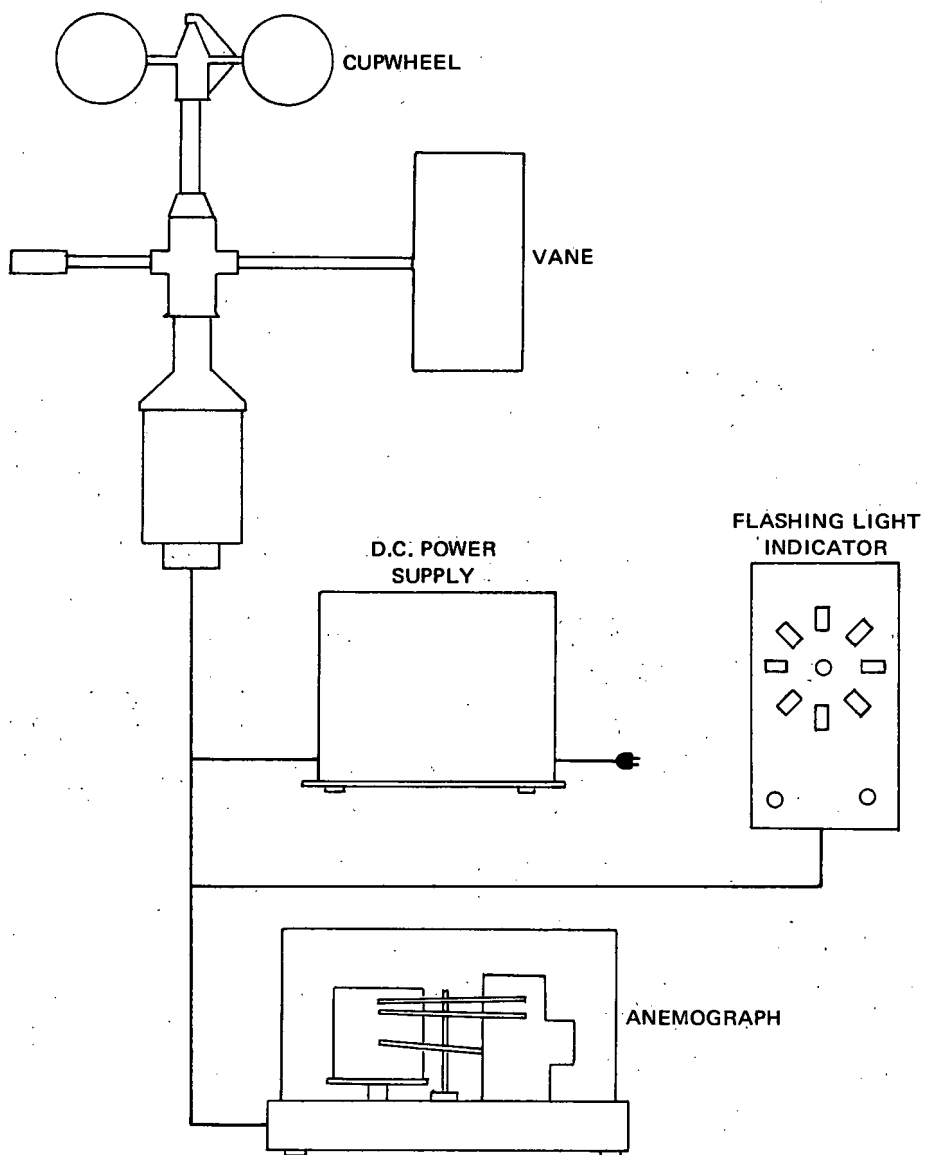 CUPWHEEL
VANE
FLASHING LIGHT
INDICATOR
D.C. POWER
SUPPLY
ANEMOGRAPH